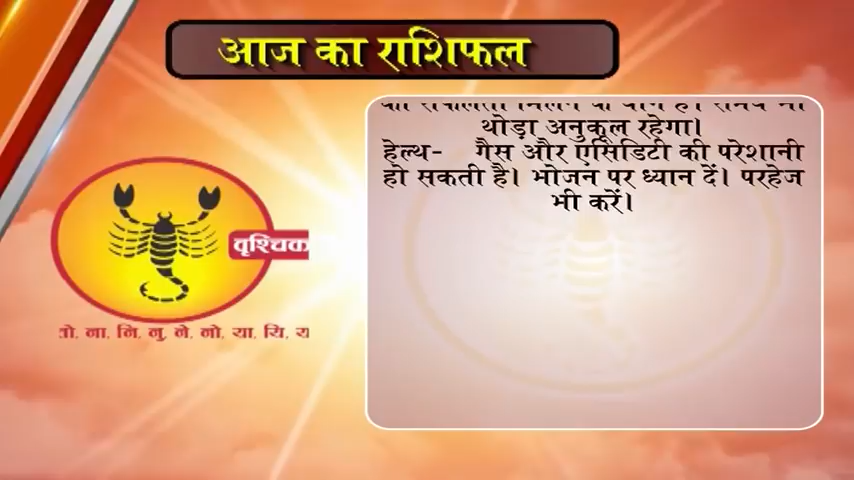 आज का राशिफल
थोड़ा अनुकूल रहेगा।
हेल्थ- गैस और एसिडिटी की परेशानी
हो सकती है। भोजन पर ध्यान दें। परहेज
भी करें।
वृश्चिक
ना, नि, नु, ने, नो, या, यि,